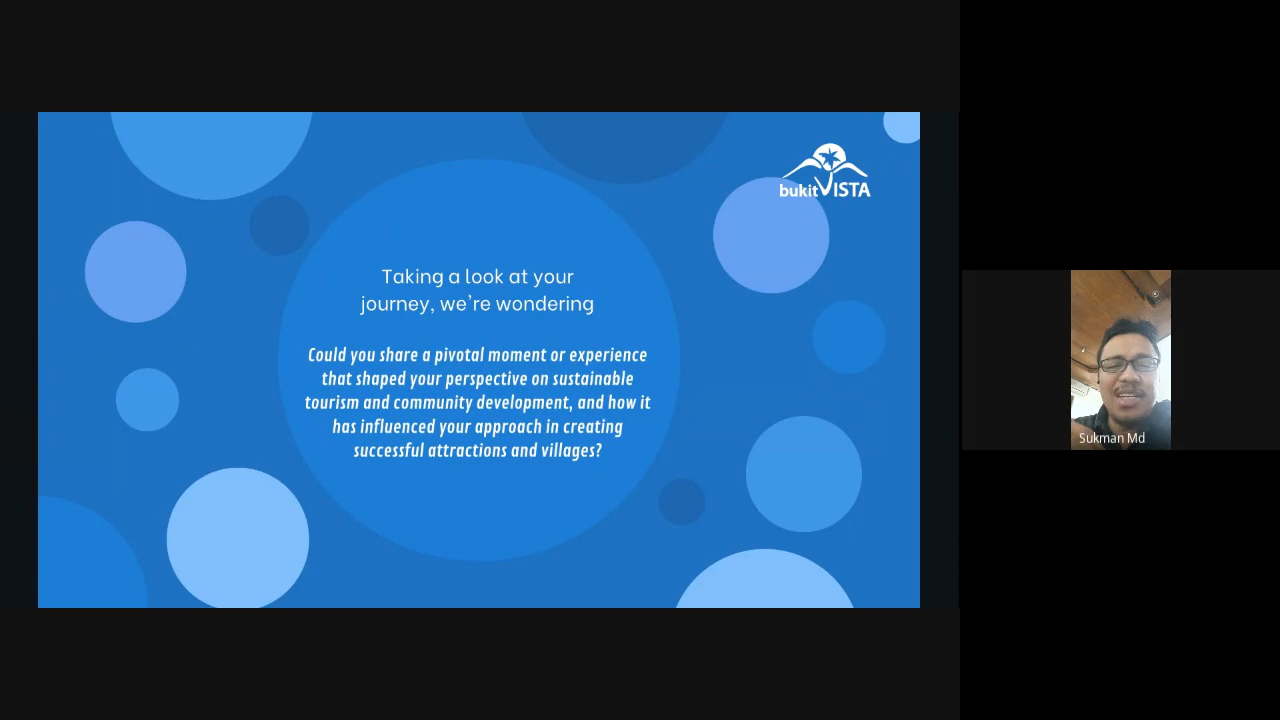 bukit VISTA
Taking a look at your
journey, we're wondering
Could you share a pivotal moment or experience
that shaped your perspective on sustainable
tourism and community development, and how it
has influenced your approach in creating
successful attractions and villages?
Sukman Md